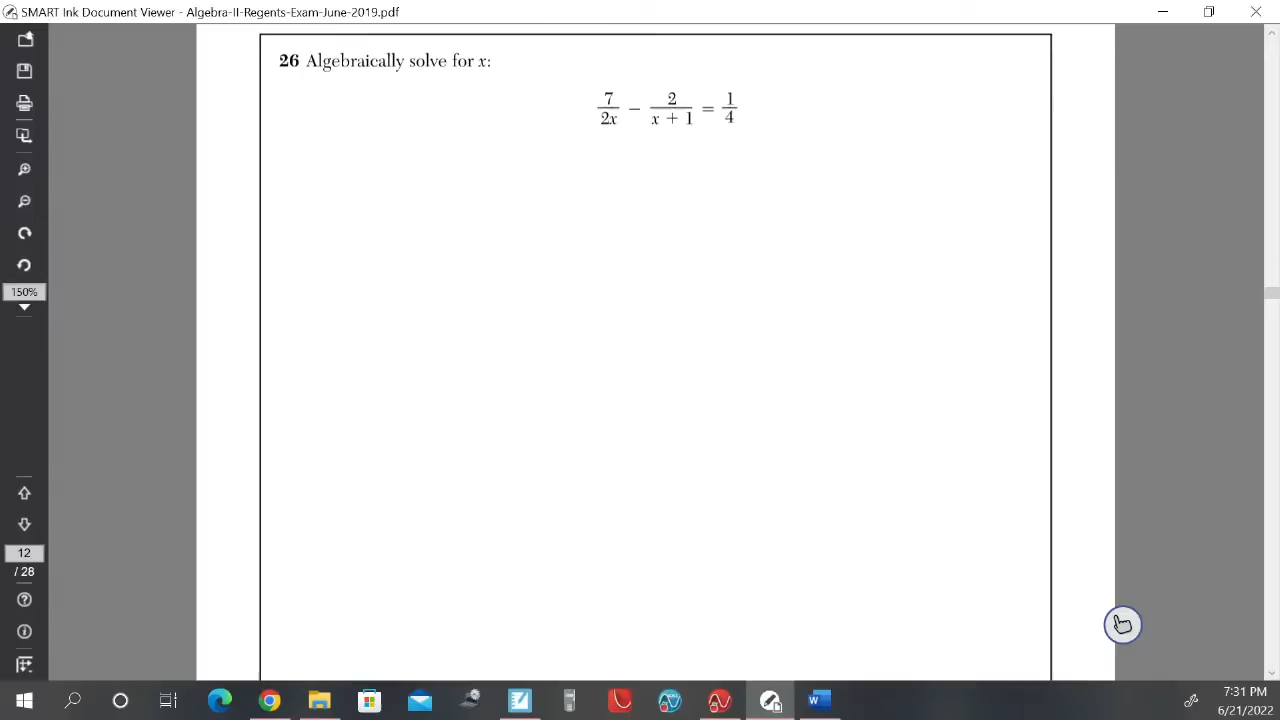 SMART Ink Document Viewer - Algebra-II-Regents-Exam-June-2019.pdf
26 Algebraically solve for x:
7/2x − 2/x + 1 = 1/4
150%
12
/ 28
7:31 PM
6/21/2022